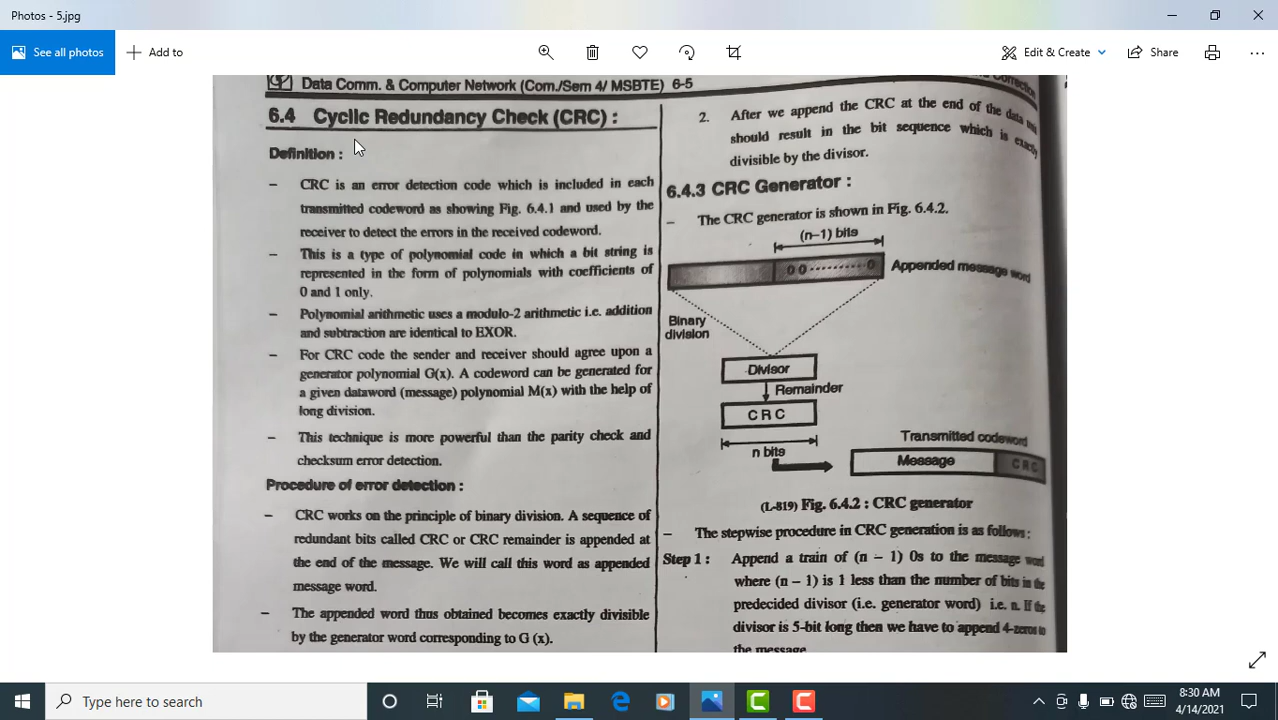 Photos - 5.jpg
See all photos
Add to
Edit & Create
Share
Data Comm. & Computer Network (Com./Sem 4/ MSBTE) 6-5
6.4 Cyclic Redundancy Check (CRC) :
Definition :
– CRC is an error detection code which is included in each
transmitted codeword as showing Fig. 6.4.1 and used by the
receiver to detect the errors in the received codeword.
– This is a type of polynomial code in which a bit string is
represented in the form of polynomials with coefficients of
0 and 1 only.
– Polynomial arithmetic uses a modulo-2 arithmetic i.e. addition
and subtraction are identical to EXOR.
– For CRC code the sender and receiver should agree upon a
generator polynomial G(x). A codeword can be generated for
a given dataword (message) polynomial M(x) with the help of
long division.
– This technique is more powerful than the parity check and
checksum error detection.
Procedure of error detection :
– CRC works on the principle of binary division. A sequence of
redundant bits called CRC or CRC remainder is appended at
the end of the message. We will call this word as appended
message word.
– The appended word thus obtained becomes exactly divisible
by the generator word corresponding to G (x).
2. After we append the CRC at the end of the data unit
should result in the bit sequence which is exactly
divisible by the divisor.
6.4.3 CRC Generator :
– The CRC generator is shown in Fig. 6.4.2.
(n–1) bits
0 0 ---------- 0
Appended message word
Binary
division
Divisor
Remainder
C R C
n bits
Transmitted codeword
Message
C R C
(L-819) Fig. 6.4.2 : CRC generator
– The stepwise procedure in CRC generation is as follows :
Step 1 : Append a train of (n – 1) 0s to the message word
where (n – 1) is 1 less than the number of bits in the
predecided divisor (i.e. generator word) i.e. n. If the
divisor is 5-bit long then we have to append 4-zeros to
the message
Type here to search
8:30 AM
4/14/2021